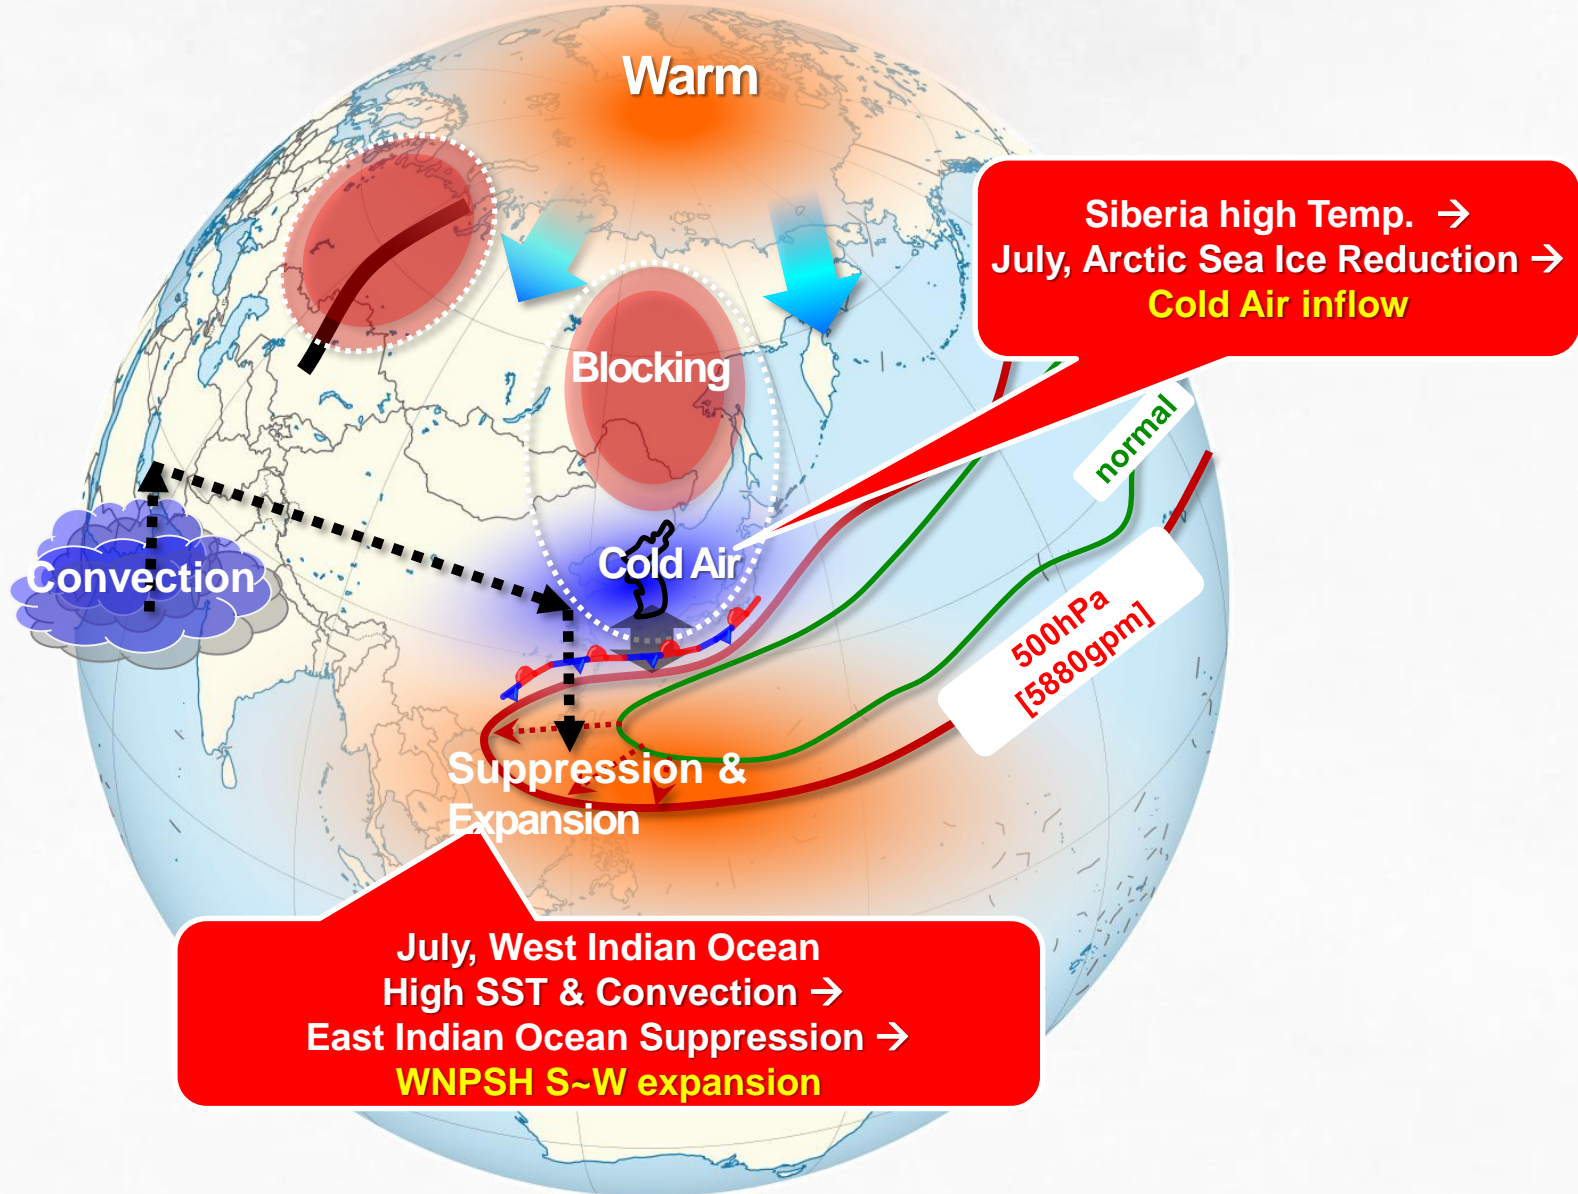 Warm
Siberia high Temp. →
July, Arctic Sea Ice Reduction →
Cold Air inflow
Blocking
normal
Cold Air
Convection
500hPa
[5880gpm]
Suppression &
Expansion
July, West Indian Ocean
High SST & Convection →
East Indian Ocean Suppression →
WNPSH S~W expansion